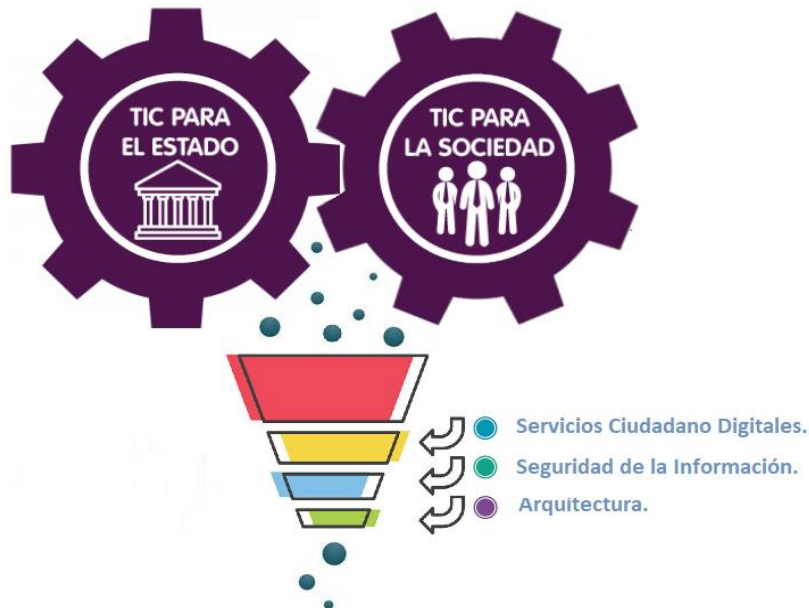 TIC PARA
EL ESTADO
TIC PARA
LA SOCIEDAD
Servicios Ciudadano Digitales.
Seguridad de la Información.
Arquitectura.